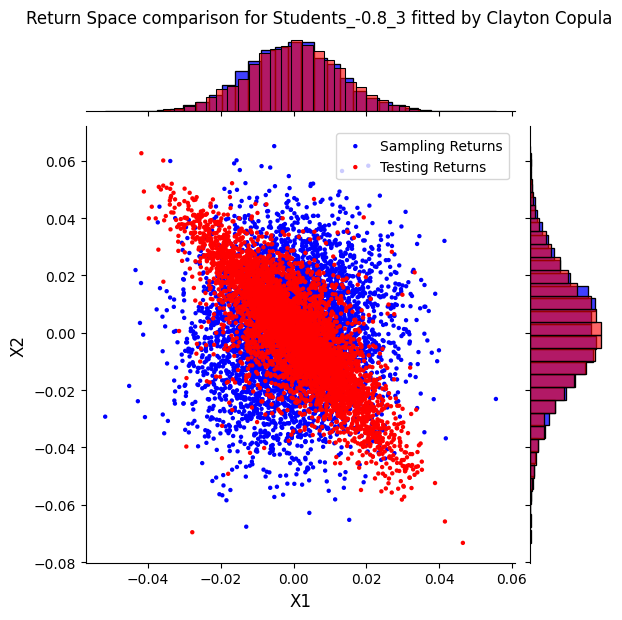 Return Space comparison for Students_-0.8_3 fitted by Clayton Copula
Sampling Returns
Testing Returns
0.06
0.04
0.02
0.00
−0.02
−0.04
−0.06
−0.08
X2
−0.04
−0.02
0.00
0.02
0.04
0.06
X1